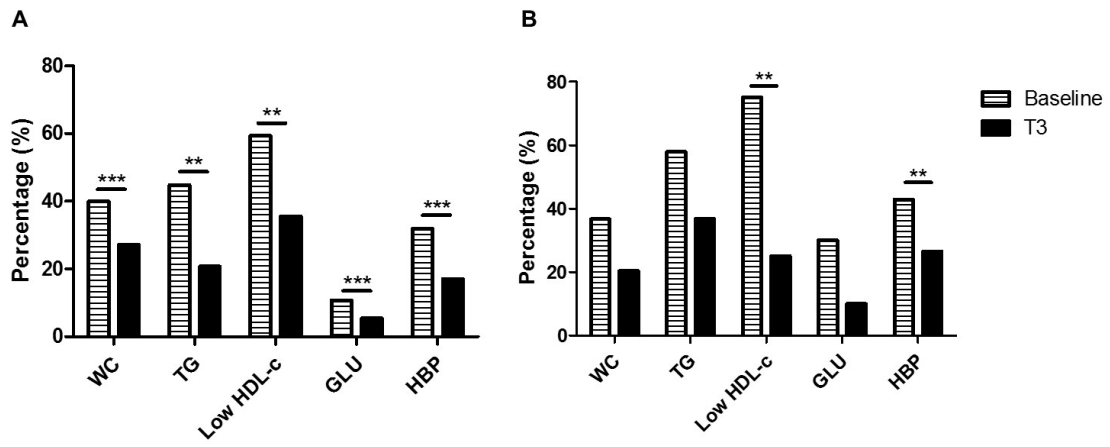 A
Percentage (%)
80
60
40
20
0
***
**
**
***
***
WC
TG
Low HDL-c
GLU
HBP
B
Percentage (%)
80
60
40
20
0
**
**
WC
TG
Low HDL-c
GLU
HBP
Baseline
T3